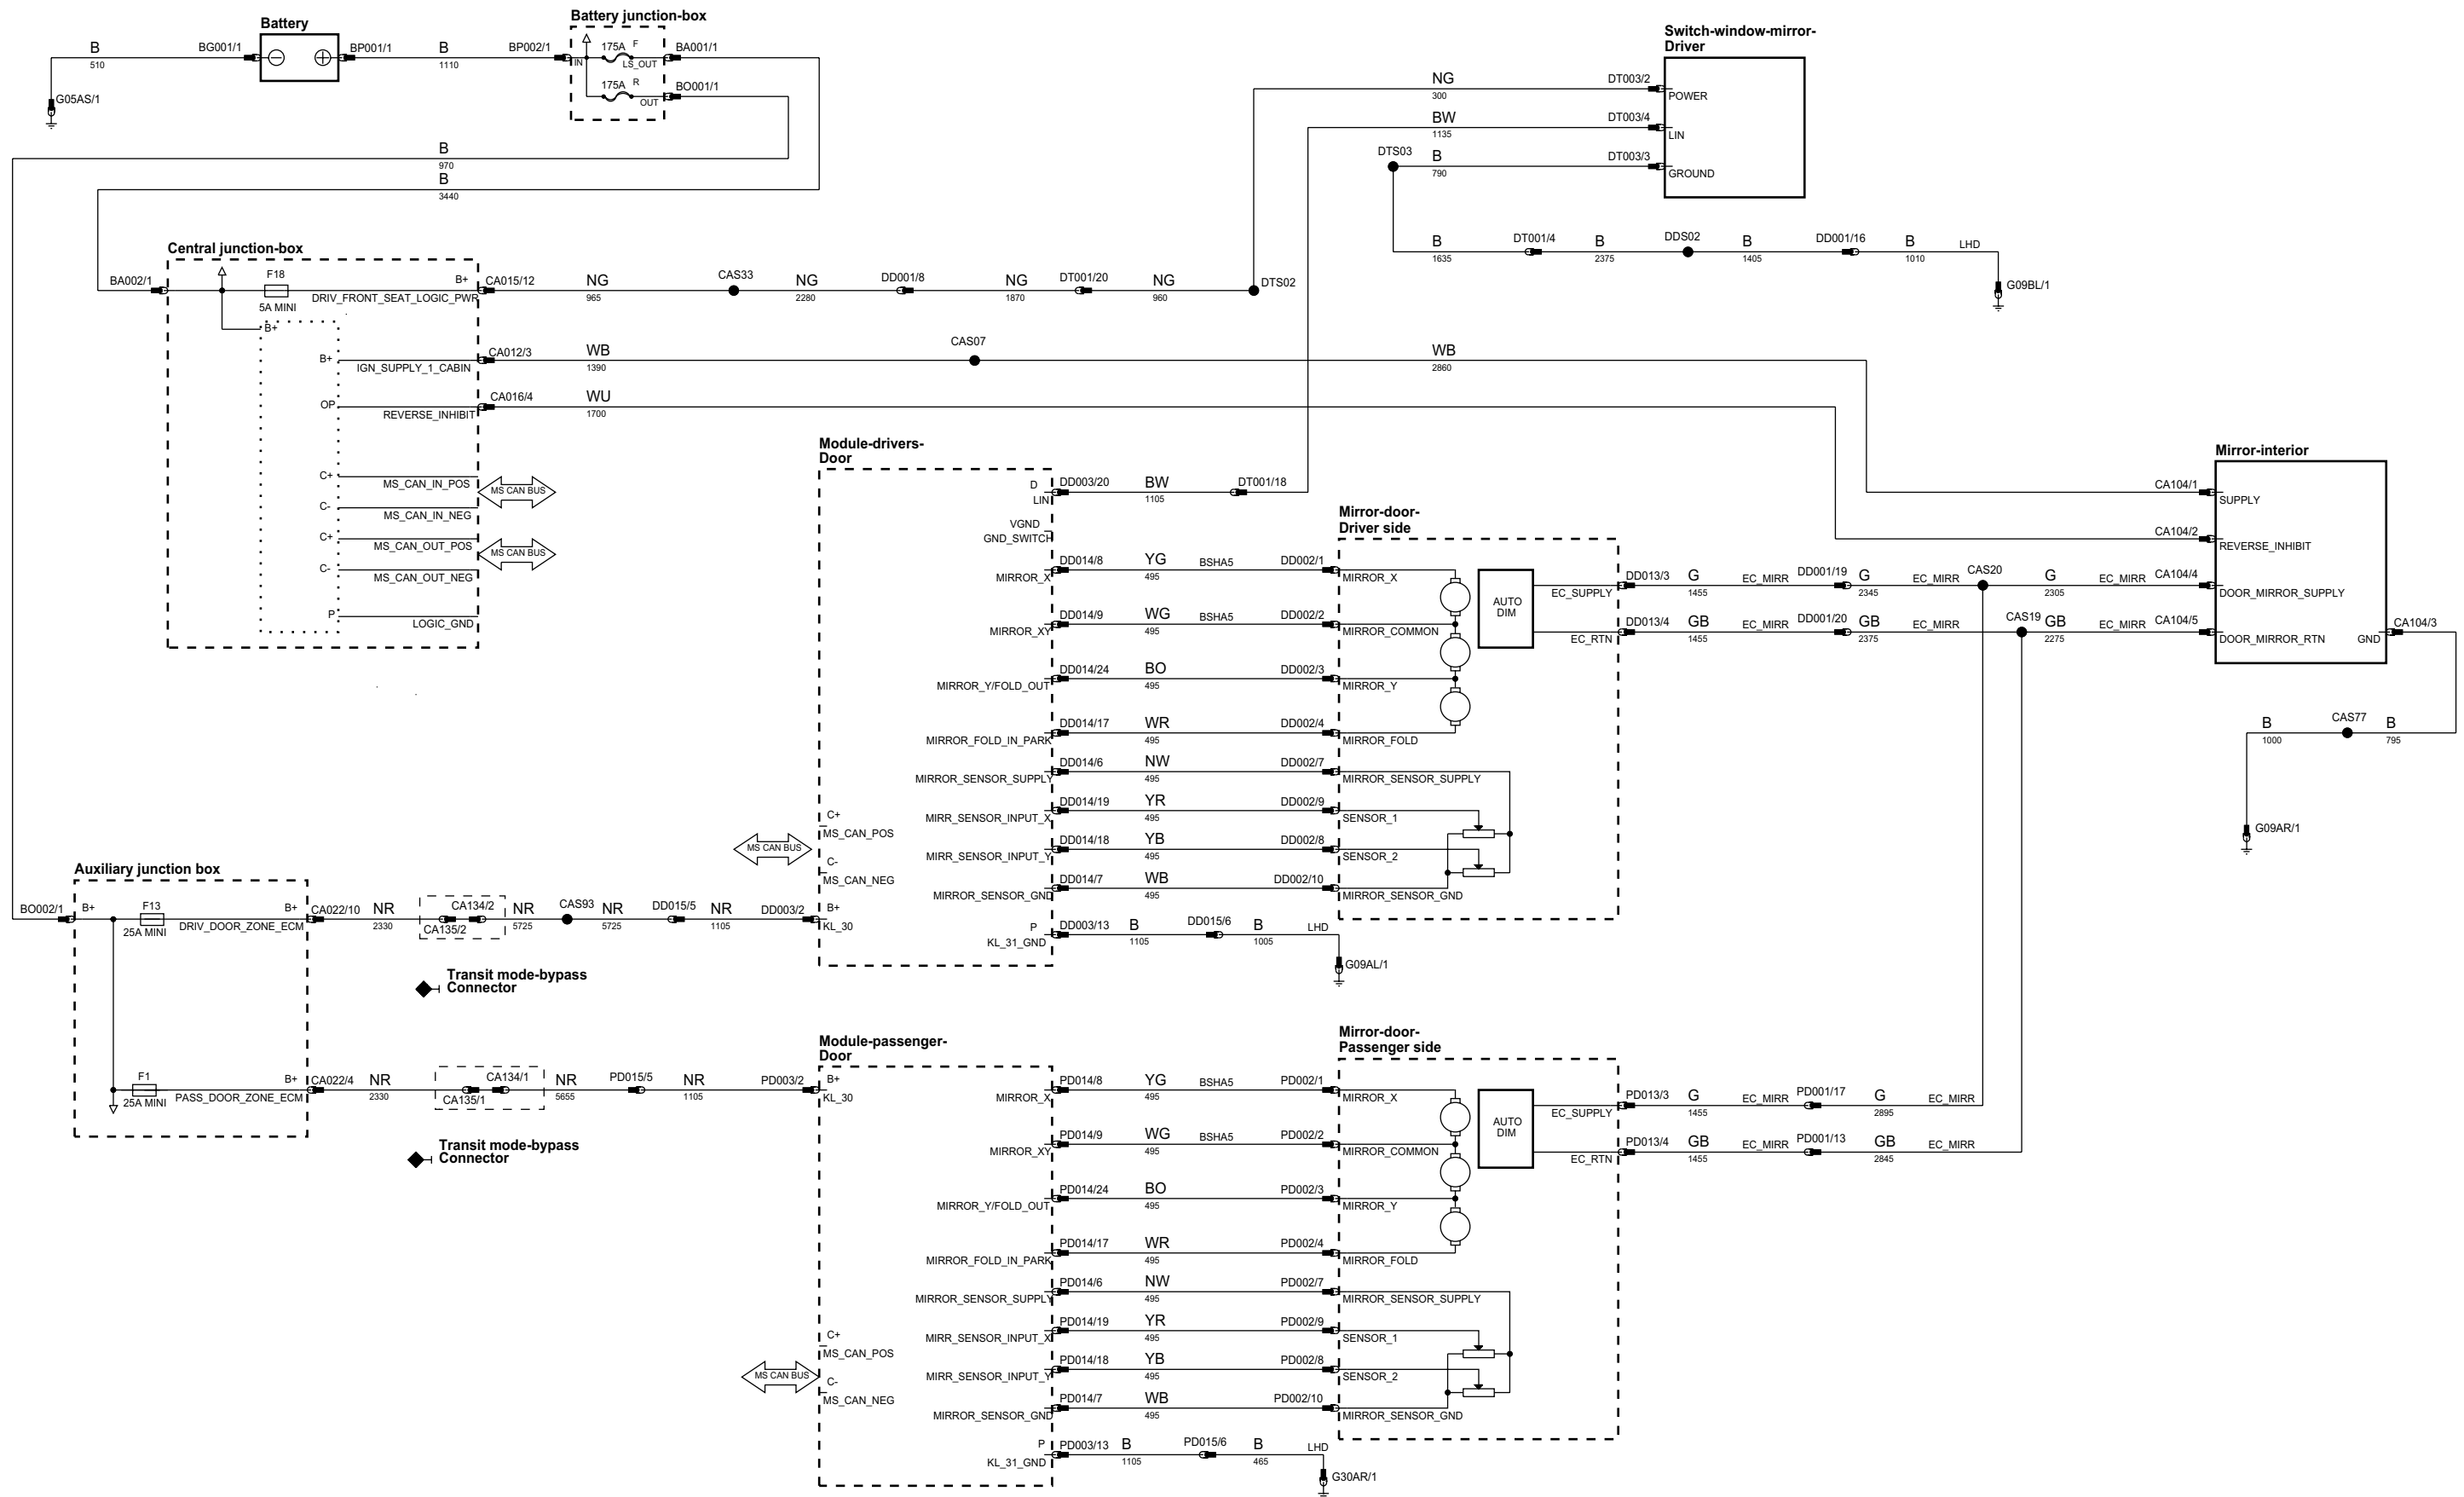 Battery
B
510
BG001/1
BP001/1
B
1110
BP002/1
G05AS/1
Battery junction-box
IN
175A F
LS_OUT
BA001/1
175A R
OUT
BO001/1
B
970
B
3440
Switch-window-mirror-
Driver
NG
300
DT003/2
POWER
BW
1135
DT003/4
LIN
DTS03
B
790
DT003/3
GROUND
B
1635
DT001/4
B
2375
DDS02
B
1405
DD001/16
B
1010
LHD
G09BL/1
Central junction-box
BA002/1
F18
5A MINI
B+
DRIV_FRONT_SEAT_LOGIC_PWR
CA015/12
NG
965
CAS33
NG
2280
DD001/8
NG
1870
DT001/20
NG
960
DTS02
B+
B+
IGN_SUPPLY_1_CABIN
CA012/3
WB
1390
CAS07
WB
2860
OP
REVERSE_INHIBIT
CA016/4
WU
1700
C+
MS_CAN_IN_POS
MS CAN BUS
C-
MS_CAN_IN_NEG
C+
MS_CAN_OUT_POS
MS CAN BUS
C-
MS_CAN_OUT_NEG
P
LOGIC_GND
Module-drivers-
Door
D
LIN
DD003/20
BW
1105
DT001/18
VGND
GND_SWITCH
MIRROR_X
DD014/8
YG
495
BSHA5
DD002/1
MIRROR_X
MIRROR_XY
DD014/9
WG
495
BSHA5
DD002/2
MIRROR_COMMON
MIRROR_Y/FOLD_OUT
DD014/24
BO
495
DD002/3
MIRROR_Y
MIRROR_FOLD_IN_PARK
DD014/17
WR
495
DD002/4
MIRROR_FOLD
MIRROR_SENSOR_SUPPLY
DD014/6
NW
495
DD002/7
MIRROR_SENSOR_SUPPLY
MIRR_SENSOR_INPUT_X
DD014/19
YR
495
DD002/9
SENSOR_1
MIRR_SENSOR_INPUT_Y
DD014/18
YB
495
DD002/8
SENSOR_2
MIRROR_SENSOR_GND
DD014/7
WB
495
DD002/10
MIRROR_SENSOR_GND
C+
MS_CAN_POS
MS CAN BUS
C-
MS_CAN_NEG
B+
KL_30
P
KL_31_GND
DD003/13
B
1105
DD015/6
B
1005
LHD
G09AL/1
Mirror-door-
Driver side
AUTO
DIM
EC_SUPPLY
DD013/3
G
1455
EC_MIRR
DD001/19
G
2345
EC_MIRR
CAS20
G
2305
EC_MIRR
CA104/4
EC_RTN
DD013/4
GB
1455
EC_MIRR
DD001/20
GB
2375
EC_MIRR
CAS19
GB
2275
EC_MIRR
CA104/5
Mirror-interior
CA104/1
SUPPLY
CA104/2
REVERSE_INHIBIT
DOOR_MIRROR_SUPPLY
DOOR_MIRROR_RTN
GND
CA104/3
B
1000
CAS77
B
795
G09AR/1
Auxiliary junction box
BO002/1
B+
F13
25A MINI
B+
DRIV_DOOR_ZONE_ECM
CA022/10
NR
2330
CA134/2
CA135/2
NR
5725
CAS93
NR
5725
DD015/5
NR
1105
DD003/2
Transit mode-bypass
Connector
F1
25A MINI
B+
PASS_DOOR_ZONE_ECM
CA022/4
NR
2330
CA134/1
CA135/1
NR
5655
PD015/5
NR
1105
PD003/2
Transit mode-bypass
Connector
Module-passenger-
Door
B+
KL_30
MIRROR_X
PD014/8
YG
495
BSHA5
PD002/1
MIRROR_X
MIRROR_XY
PD014/9
WG
495
BSHA5
PD002/2
MIRROR_COMMON
MIRROR_Y/FOLD_OUT
PD014/24
BO
495
PD002/3
MIRROR_Y
MIRROR_FOLD_IN_PARK
PD014/17
WR
495
PD002/4
MIRROR_FOLD
MIRROR_SENSOR_SUPPLY
PD014/6
NW
495
PD002/7
MIRROR_SENSOR_SUPPLY
MIRR_SENSOR_INPUT_X
PD014/19
YR
495
PD002/9
SENSOR_1
MIRR_SENSOR_INPUT_Y
PD014/18
YB
495
PD002/8
SENSOR_2
MIRROR_SENSOR_GND
PD014/7
WB
495
PD002/10
MIRROR_SENSOR_GND
C+
MS_CAN_POS
MS CAN BUS
C-
MS_CAN_NEG
P
KL_31_GND
PD003/13
B
1105
PD015/6
B
465
LHD
G30AR/1
Mirror-door-
Passenger side
AUTO
DIM
EC_SUPPLY
PD013/3
G
1455
EC_MIRR
PD001/17
G
2895
EC_MIRR
EC_RTN
PD013/4
GB
1455
EC_MIRR
PD001/13
GB
2845
EC_MIRR